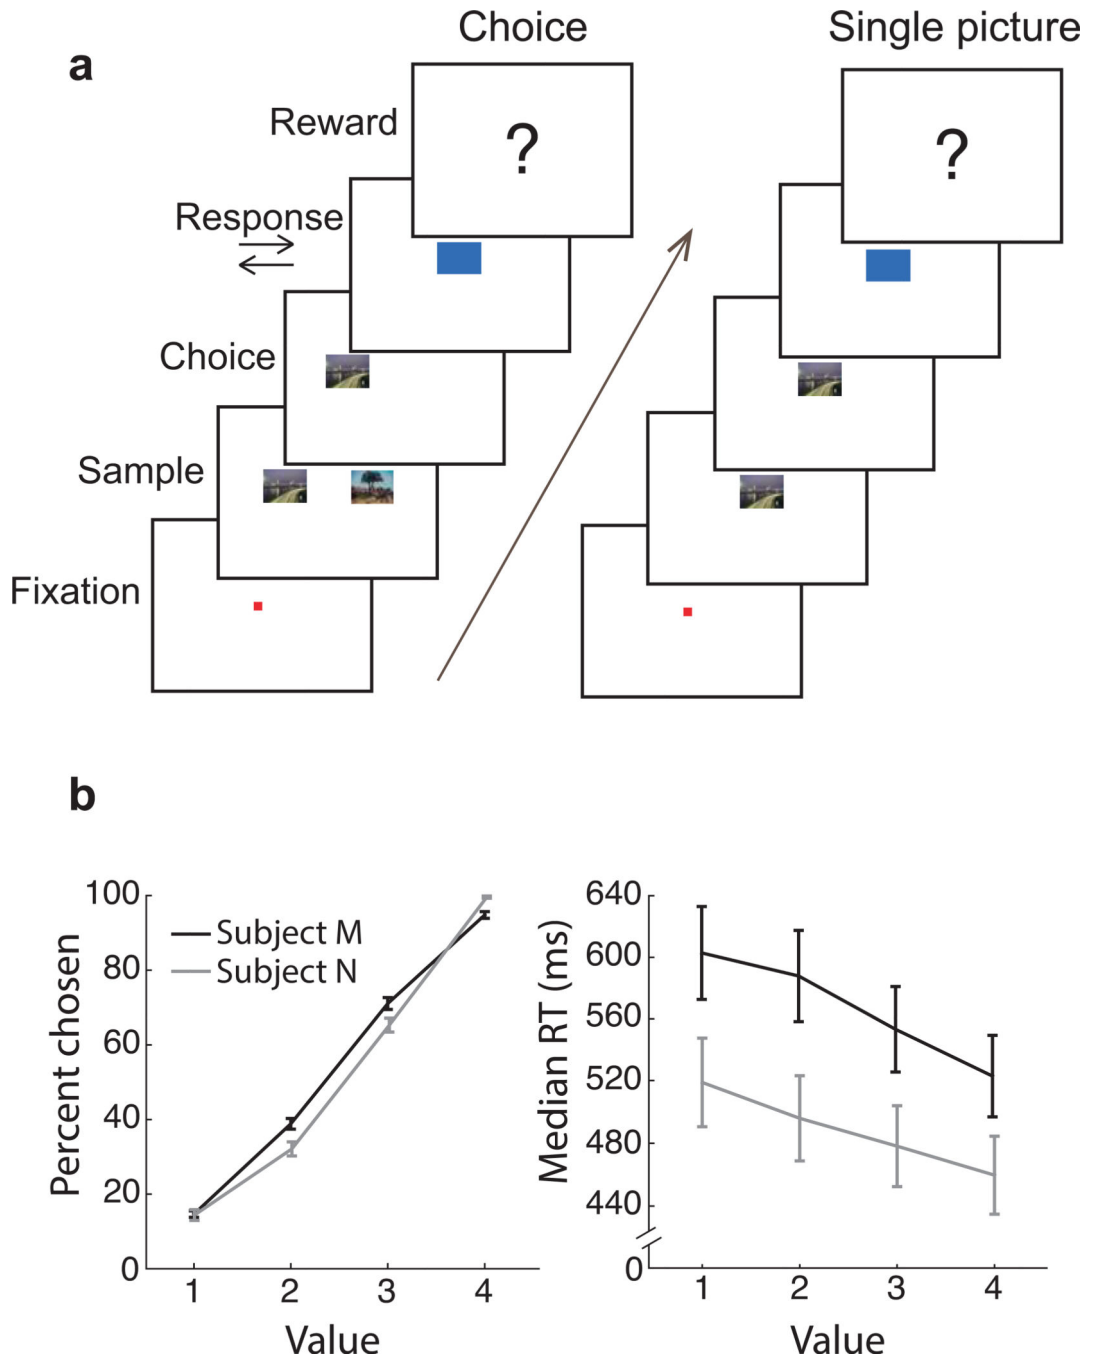 Choice
Single picture
a
Reward
?
?
Response
Choice
Sample
Fixation
b
Percent chosen
100
80
60
40
20
0
Subject M
Subject N
1 2 3 4
Value
Median RT (ms)
640
600
560
520
480
440
0
1 2 3 4
Value